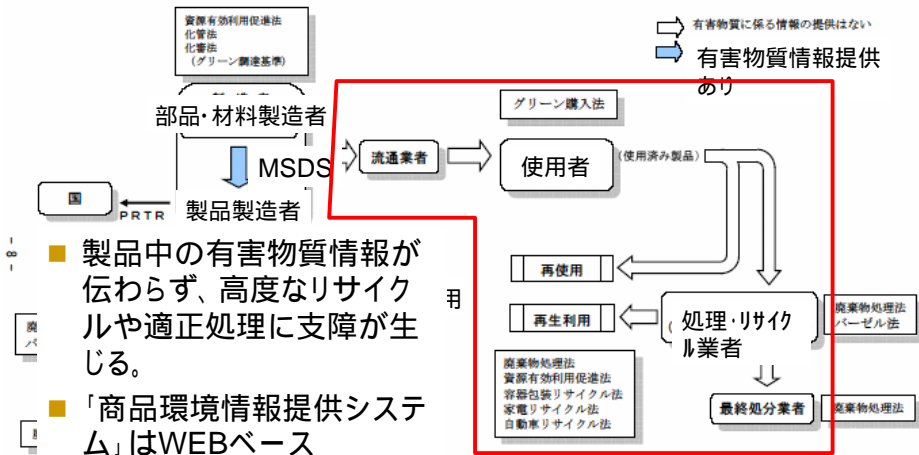 資源有効利用促進法
化管法
化審法
(グリーン調達基準)
有害物質に係る情報の提供はない
有害物質情報提供
あり
部品・材料製造者
グリーン購入法
MSDS
流通業者
使用者
(使用済み製品)
国
PRTR
製品製造者
- 8 -
■ 製品中の有害物質情報が
伝わらず、高度なリサイク
ルや適正処理に支障が生
じる。
■ 「商品環境情報提供システ
ム」はWEBベース
用
再使用
再生利用
処理・リサイク
ル業者
廃棄物処理法
バーゼル法
廃棄物処理法
資源有効利用促進法
容器包装リサイクル法
家電リサイクル法
自動車リサイクル法
最終処分業者
廃棄物処理法